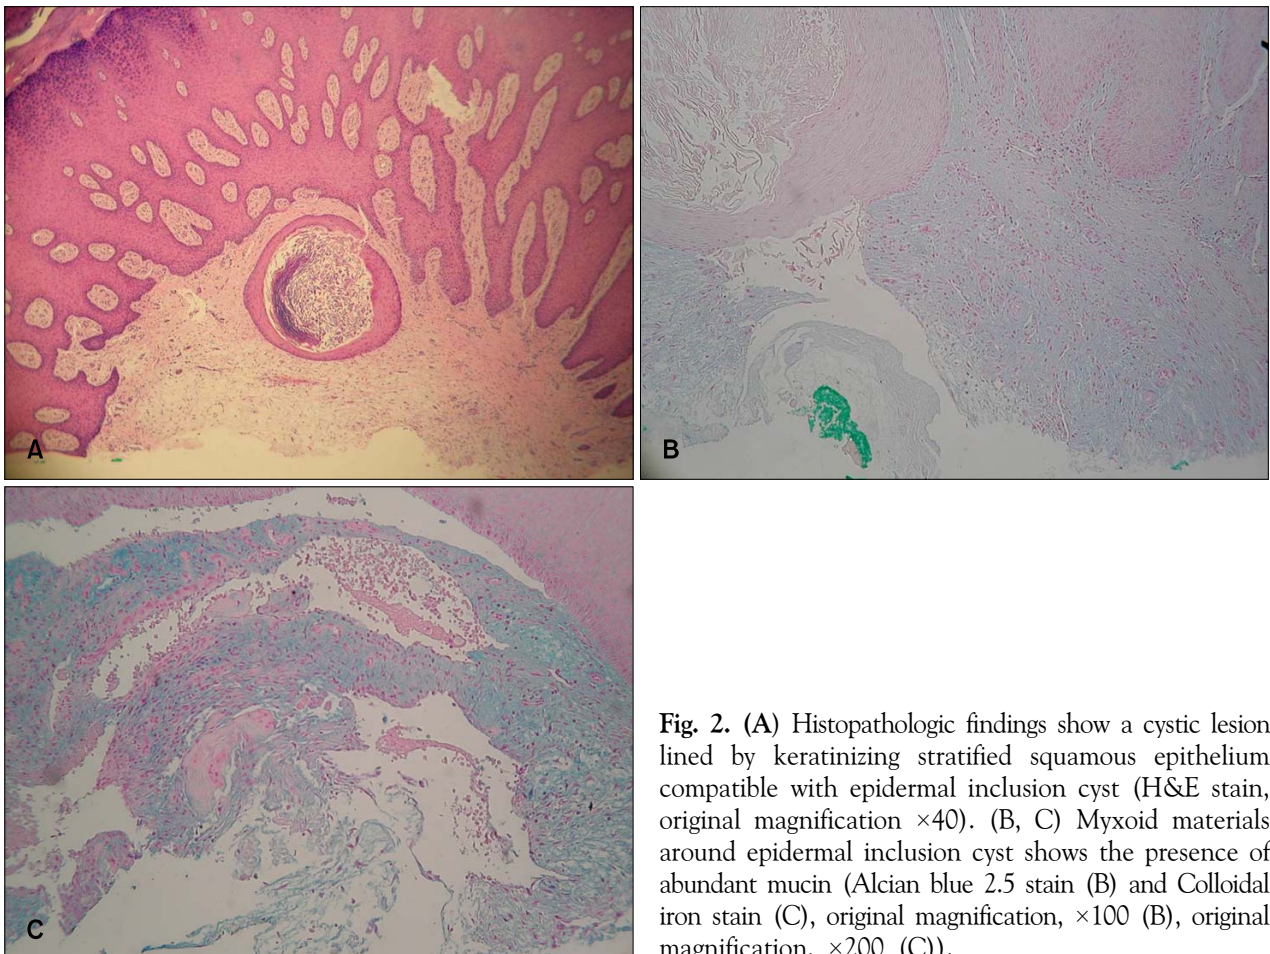 A
B
C
Fig. 2. (A) Histopathologic findings show a cystic lesion
lined by keratinizing stratified squamous epithelium
compatible with epidermal inclusion cyst (H&E stain,
original magnification ×40). (B, C) Myxoid materials
around epidermal inclusion cyst shows the presence of
abundant mucin (Alcian blue 2.5 stain (B) and Colloidal
iron stain (C), original magnification, ×100 (B), original
magnification, ×200 (C)).